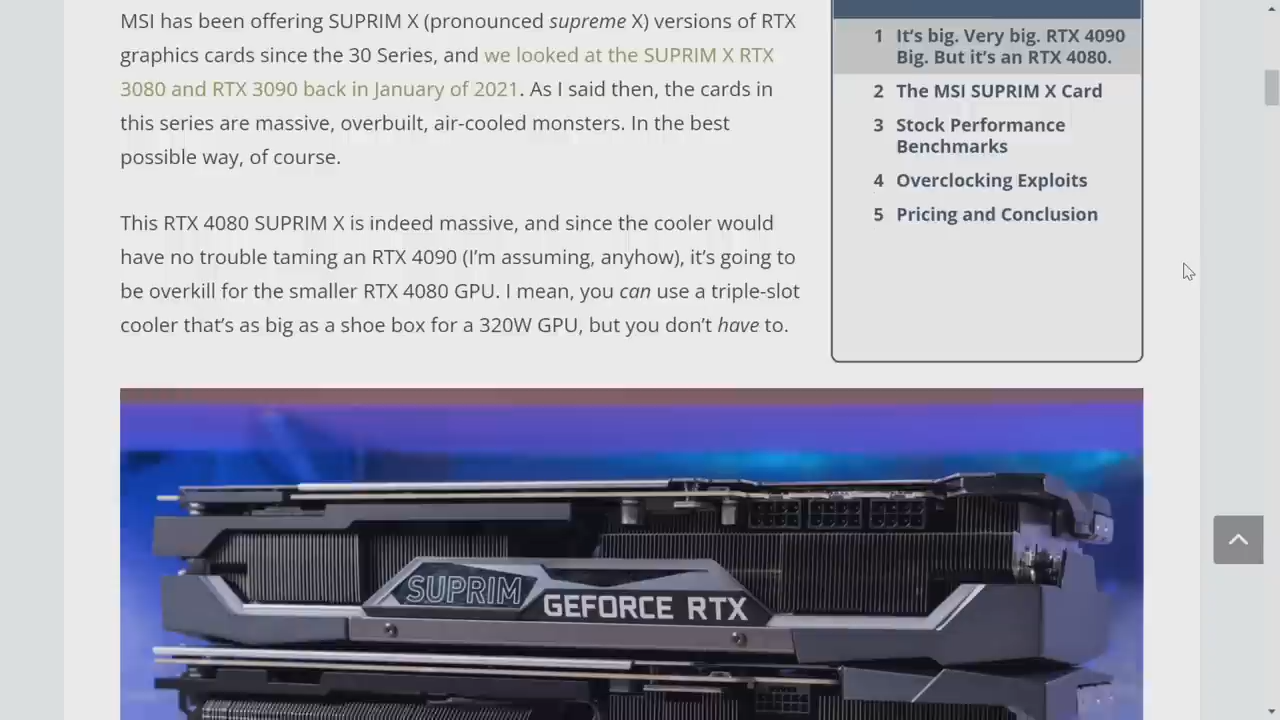 MSI has been offering SUPRIM X (pronounced supreme X) versions of RTX
graphics cards since the 30 Series, and we looked at the SUPRIM X RTX
3080 and RTX 3090 back in January of 2021. As I said then, the cards in
this series are massive, overbuilt, air-cooled monsters. In the best
possible way, of course.
This RTX 4080 SUPRIM X is indeed massive, and since the cooler would
have no trouble taming an RTX 4090 (I’m assuming, anyhow), it’s going to
be overkill for the smaller RTX 4080 GPU. I mean, you can use a triple-slot
cooler that’s as big as a shoe box for a 320W GPU, but you don’t have to.
1 It’s big. Very big. RTX 4090
Big. But it’s an RTX 4080.
2 The MSI SUPRIM X Card
3 Stock Performance
Benchmarks
4 Overclocking Exploits
5 Pricing and Conclusion
SUPRIM GEFORCE RTX